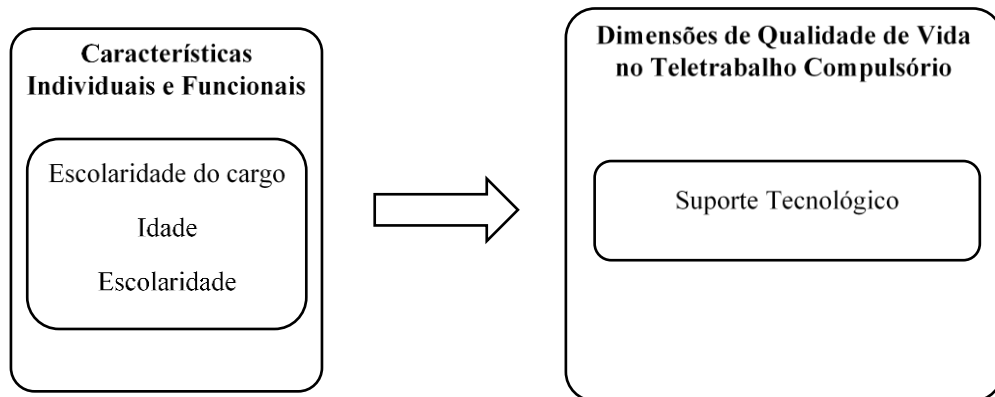 Características
Individuais e Funcionais
Escolaridade do cargo
Idade
Escolaridade
Dimensões de Qualidade de Vida
no Teletrabalho Compulsório
Suporte Tecnológico